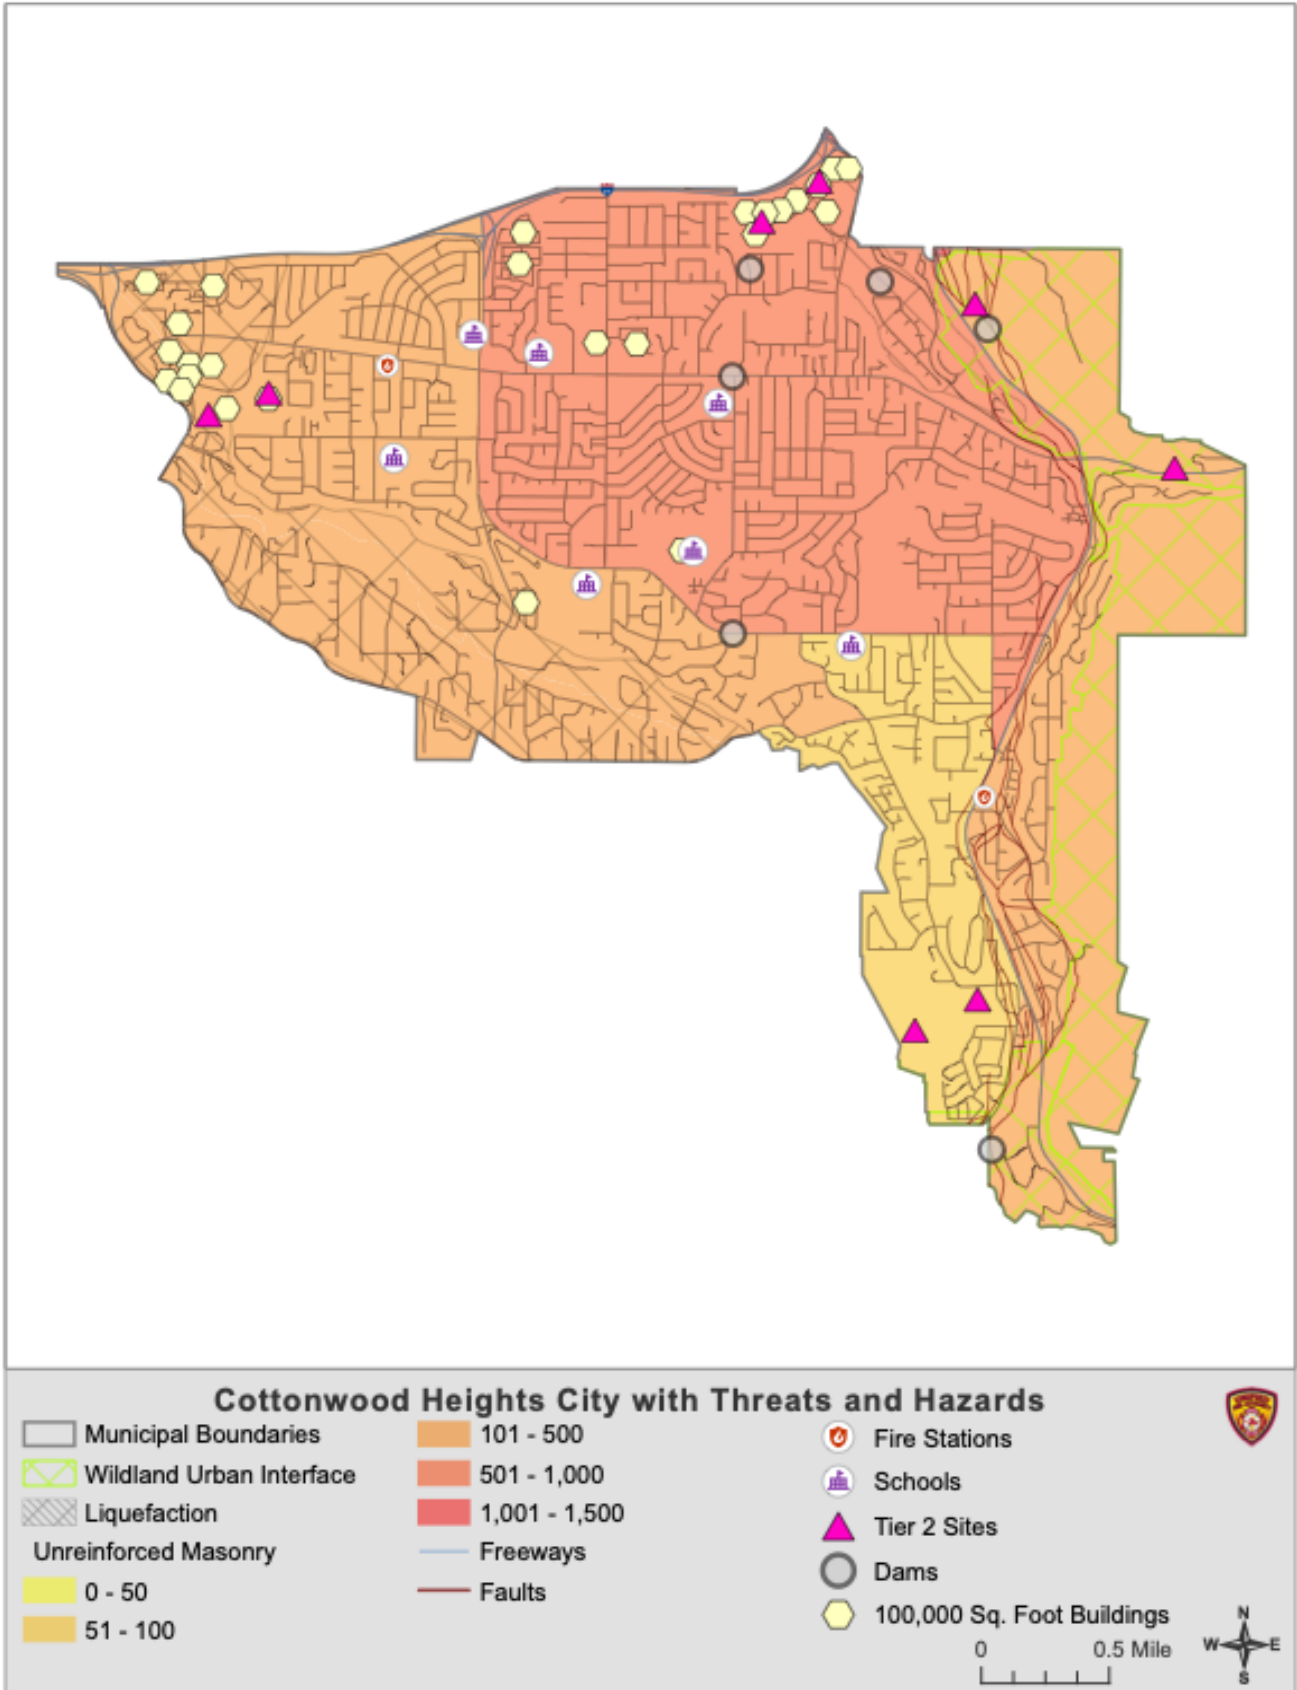 Cottonwood Heights City with Threats and Hazards
Municipal Boundaries
Wildland Urban Interface
Liquefaction
Unreinforced Masonry
0 - 50
51 - 100
101 - 500
501 - 1,000
1,001 - 1,500
Freeways
Faults
Fire Stations
Schools
Tier 2 Sites
Dams
100,000 Sq. Foot Buildings
0 0.5 Mile
N
W E
S